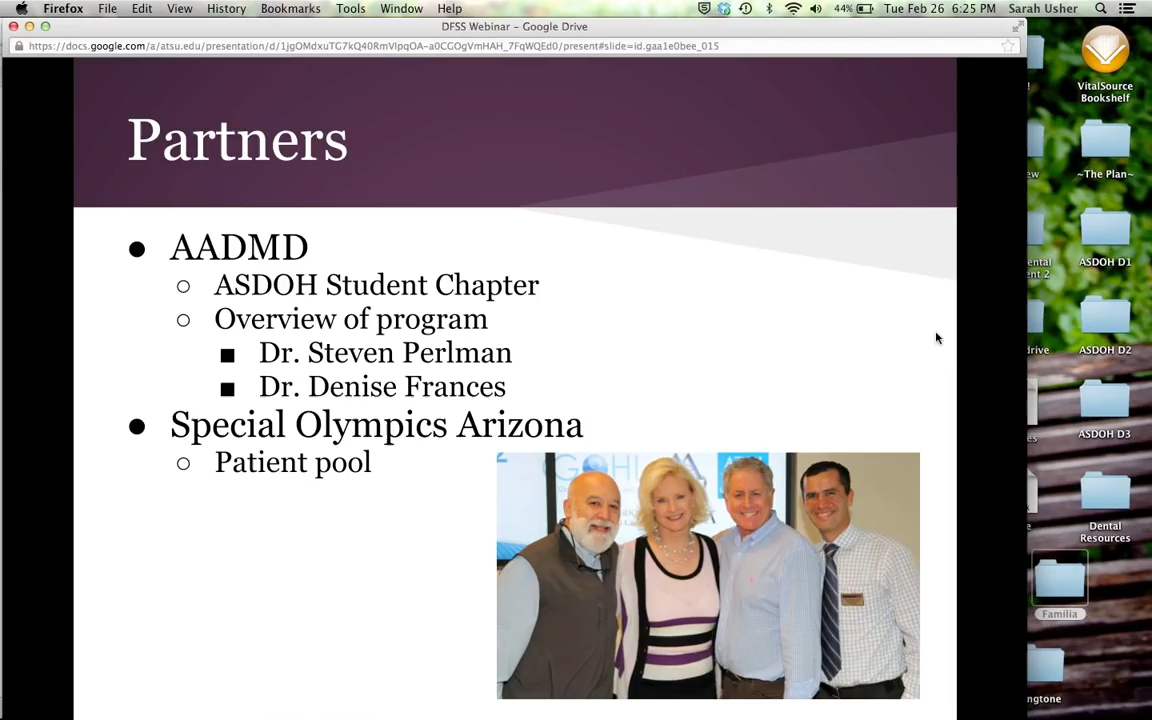 Firefox File Edit View History Bookmarks Tools Window Help 44% Tue Feb 26 6:25 PM Sarah Usher
DFSS Webinar - Google Drive
https://docs.google.com/a/atsu.edu/presentation/d/1jgOMdxuTG7kQ40RmVIpqOA-a0CGOgVmHAH_7FqWQEd0/present#slide=id.gaa1e0bee_015
Partners
● AADMD
○ ASDOH Student Chapter
○ Overview of program
■ Dr. Steven Perlman
■ Dr. Denise Frances
● Special Olympics Arizona
○ Patient pool
GOHI
VitalSource
Bookshelf
~The Plan~
ASDOH D1
ASDOH D2
ASDOH D3
Dental
Resources
Familia